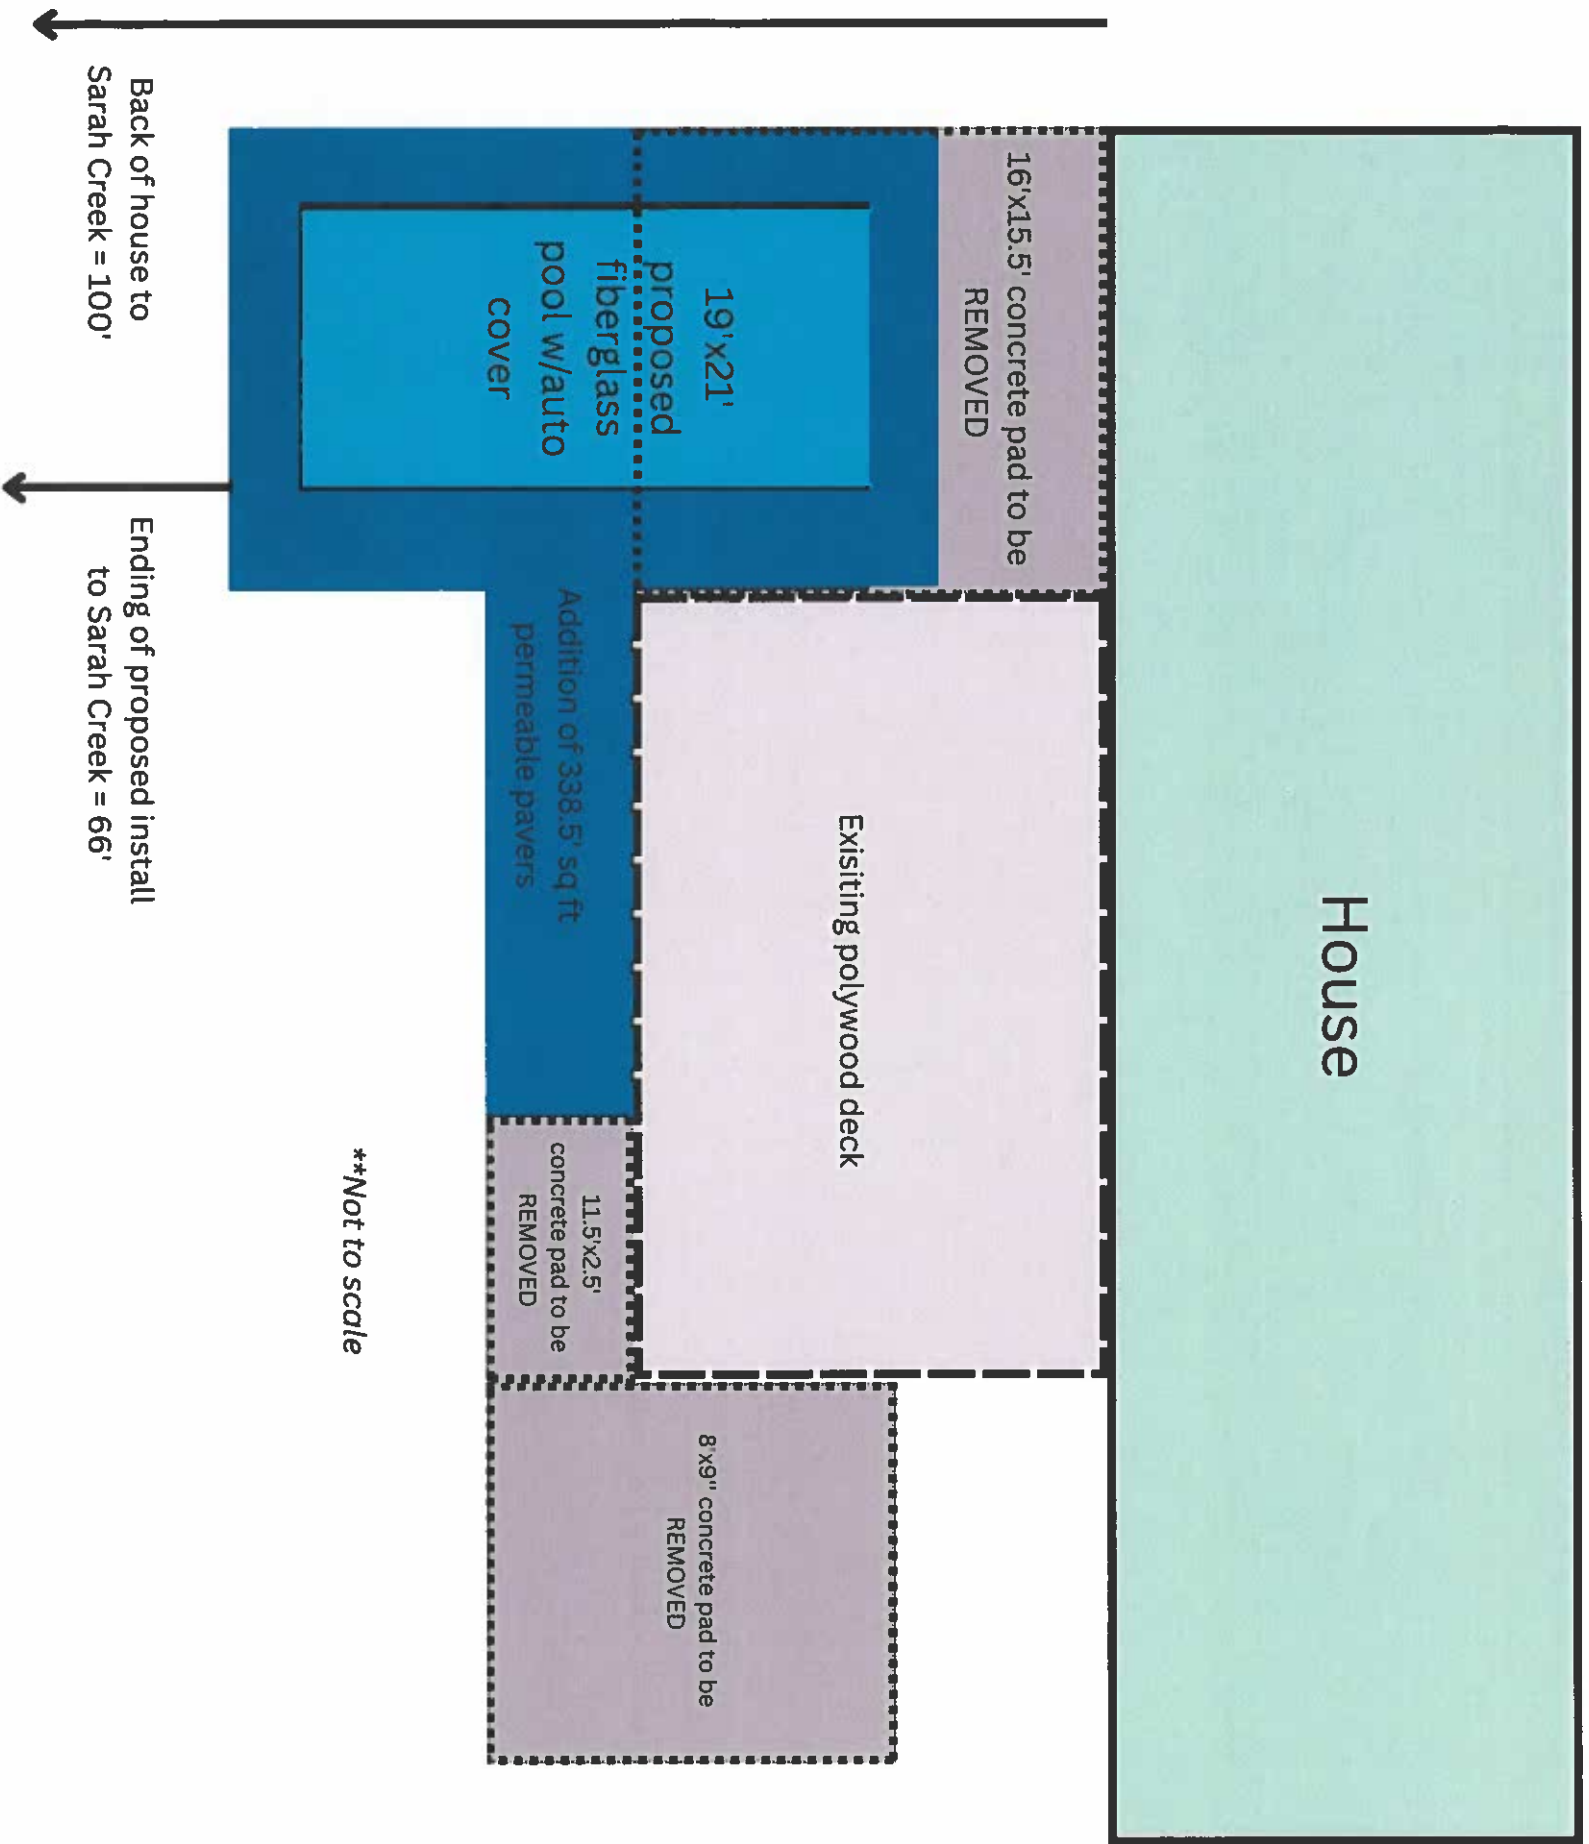 House
16'x15.5' concrete pad to be
REMOVED
Exisiting polywood deck
19'x21'
proposed
fiberglass
pool w/auto
cover
8'x9" concrete pad to be
REMOVED
11.5'x2.5'
concrete pad to be
REMOVED
Addition of 338.5' sq ft
permeable pavers
**Not to scale
Back of house to
Sarah Creek = 100'
Ending of proposed install
to Sarah Creek = 66'